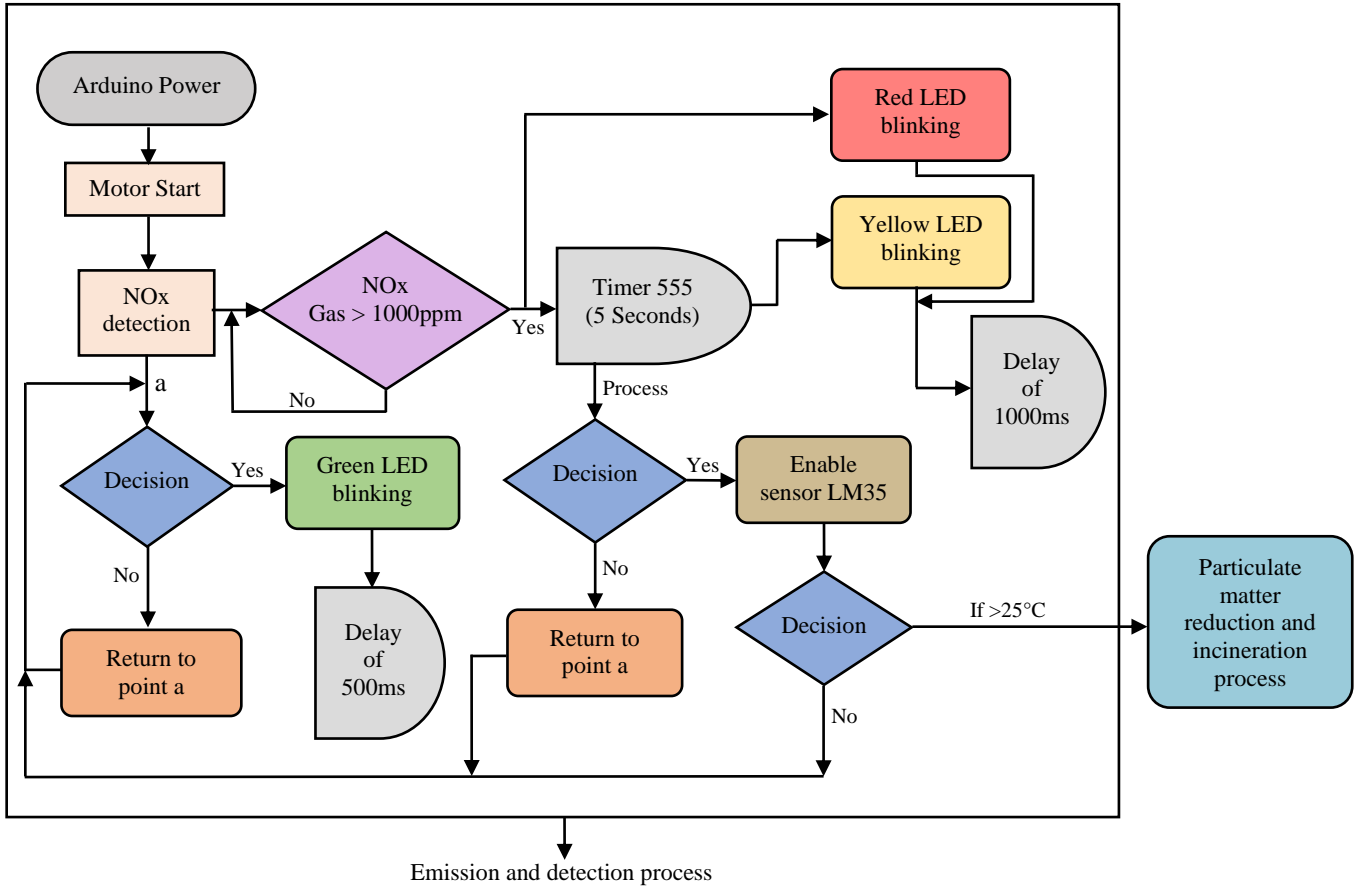 Arduino Power
Motor Start
NOx
detection
a
NOx
Gas > 1000ppm
Yes
No
Timer 555
(5 Seconds)
Process
Red LED
blinking
Yellow LED
blinking
Delay
of
1000ms
Decision
Yes
Green LED
blinking
No
Delay
of
500ms
Return to
point a
Decision
Yes
Enable
sensor LM35
No
Return to
point a
Decision
If >25°C
No
Particulate
matter
reduction and
incineration
process
Emission and detection process